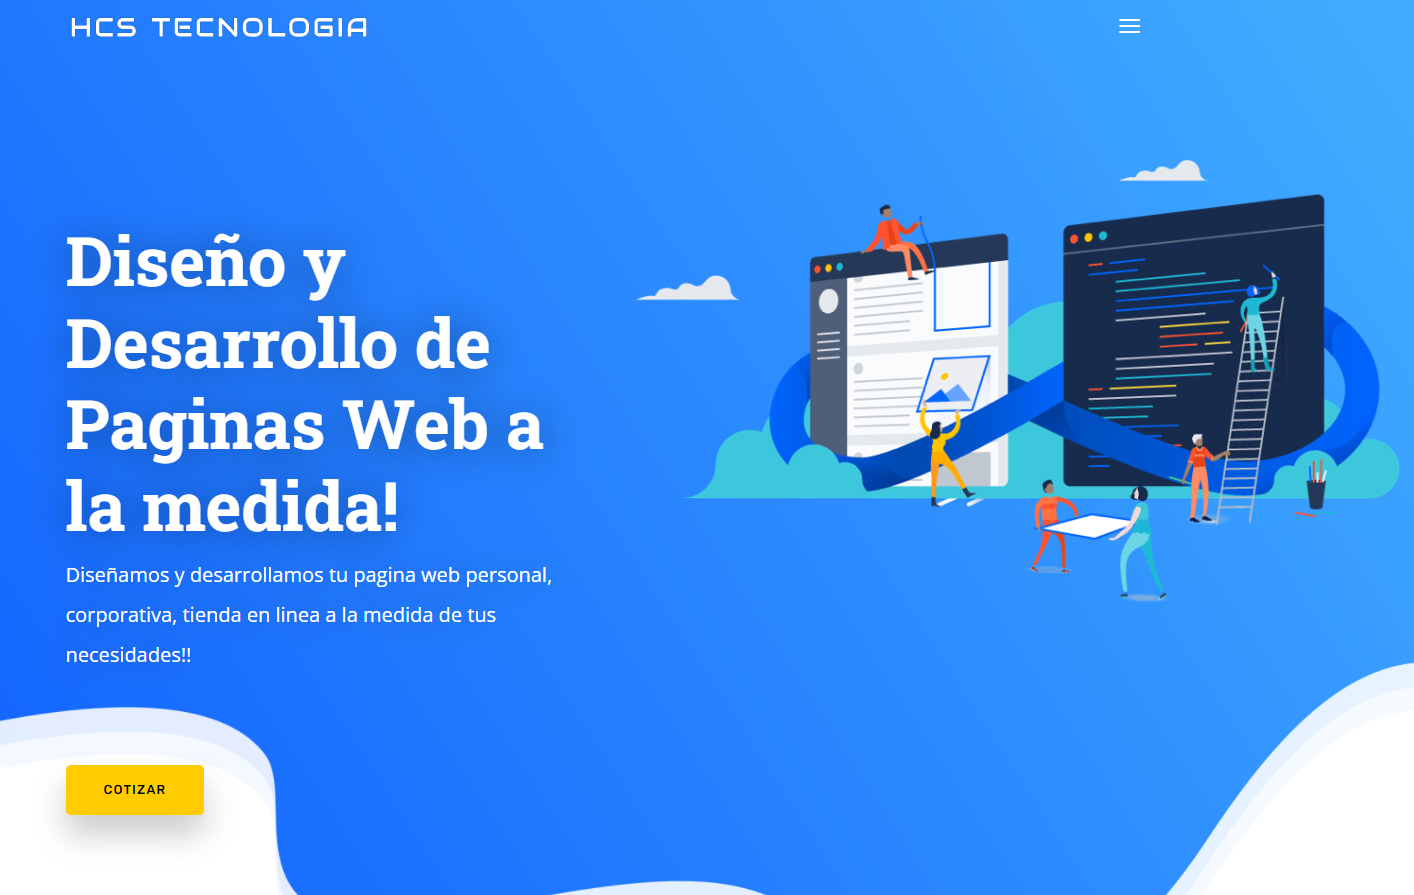 HCS TECNOLOGIA
Diseño y
Desarrollo de
Paginas Web a
la medida!
Diseñamos y desarrollamos tu pagina web personal,
corporativa, tienda en linea a la medida de tus
necesidades!!
COTIZAR